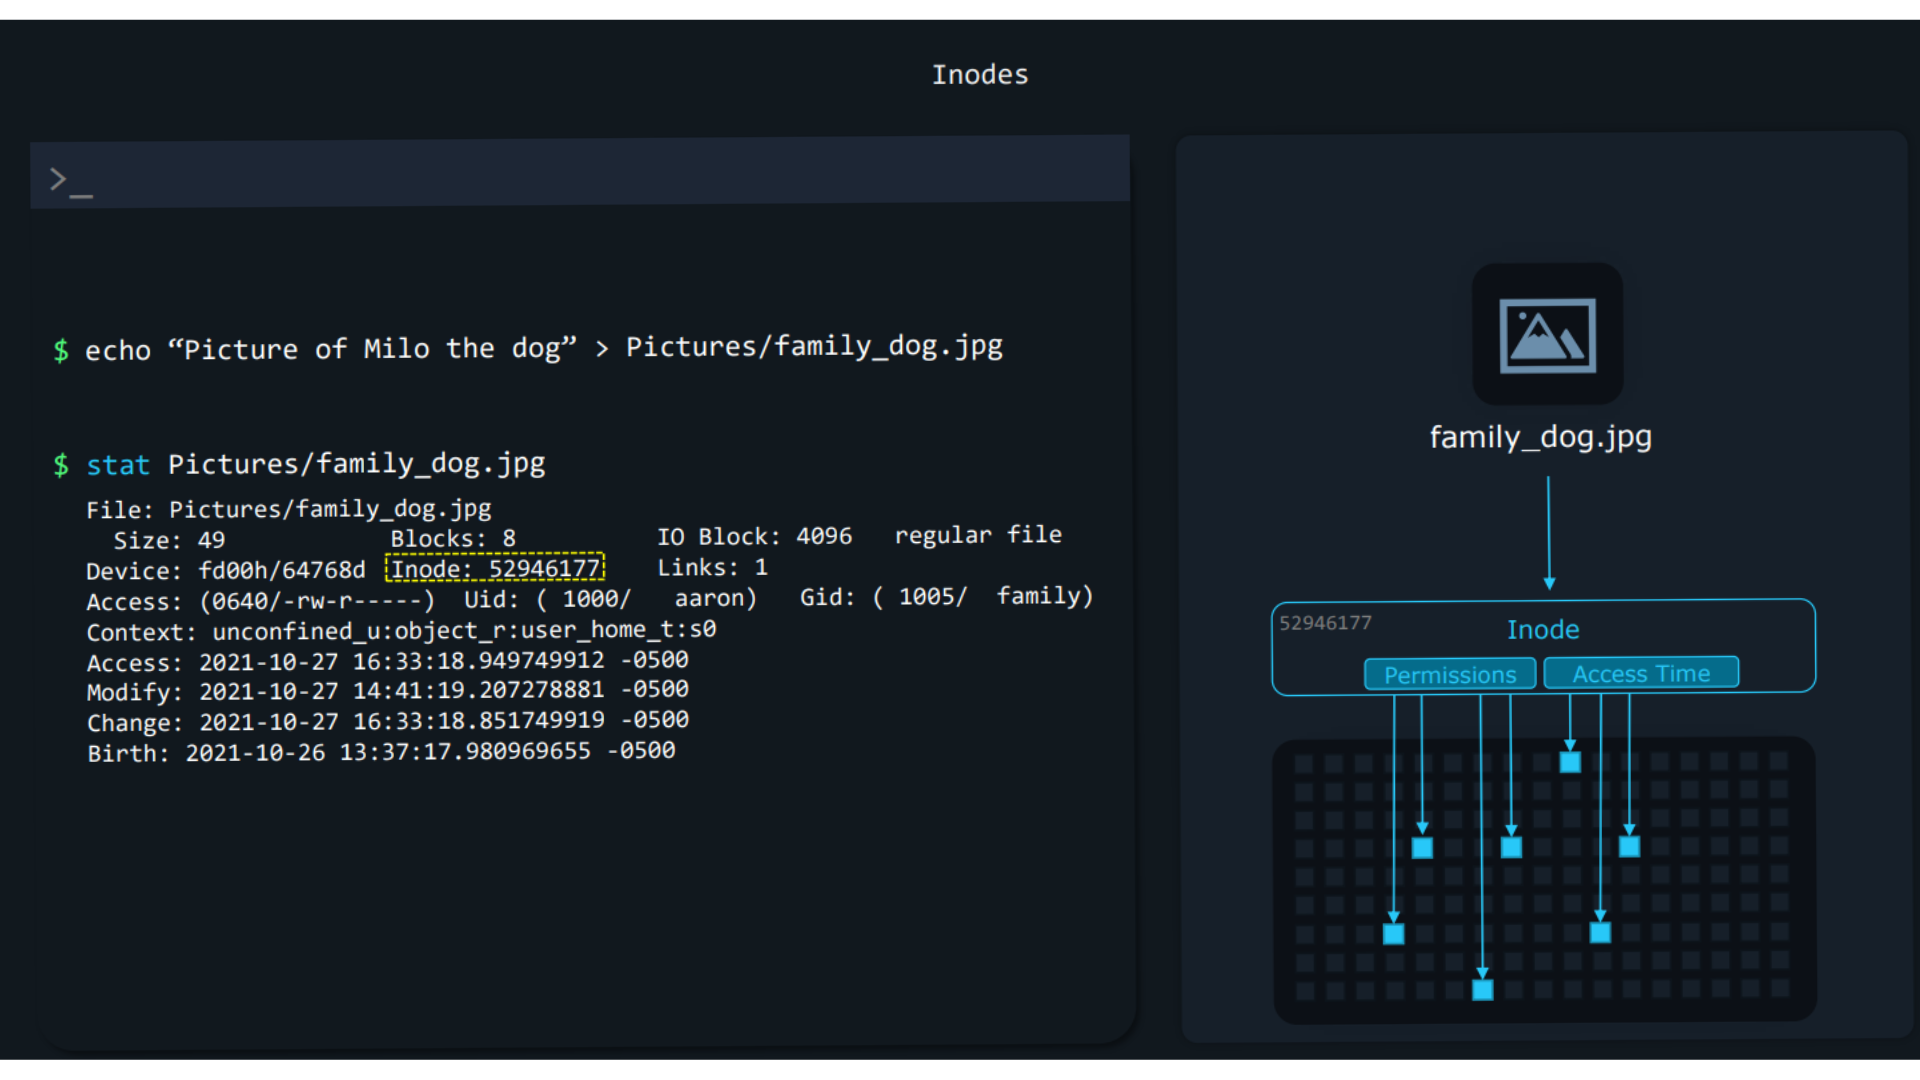 Inodes
>_
$ echo “Picture of Milo the dog” > Pictures/family_dog.jpg
$ stat Pictures/family_dog.jpg
File: Pictures/family_dog.jpg
Size: 49 Blocks: 8 IO Block: 4096 regular file
Device: fd00h/64768d Inode: 52946177 Links: 1
Access: (0640/-rw-r-----) Uid: ( 1000/ aaron) Gid: ( 1005/ family)
Context: unconfined_u:object_r:user_home_t:s0
Access: 2021-10-27 16:33:18.949749912 -0500
Modify: 2021-10-27 14:41:19.207278881 -0500
Change: 2021-10-27 16:33:18.851749919 -0500
Birth: 2021-10-26 13:37:17.980969655 -0500
family_dog.jpg
52946177
Inode
Permissions Access Time